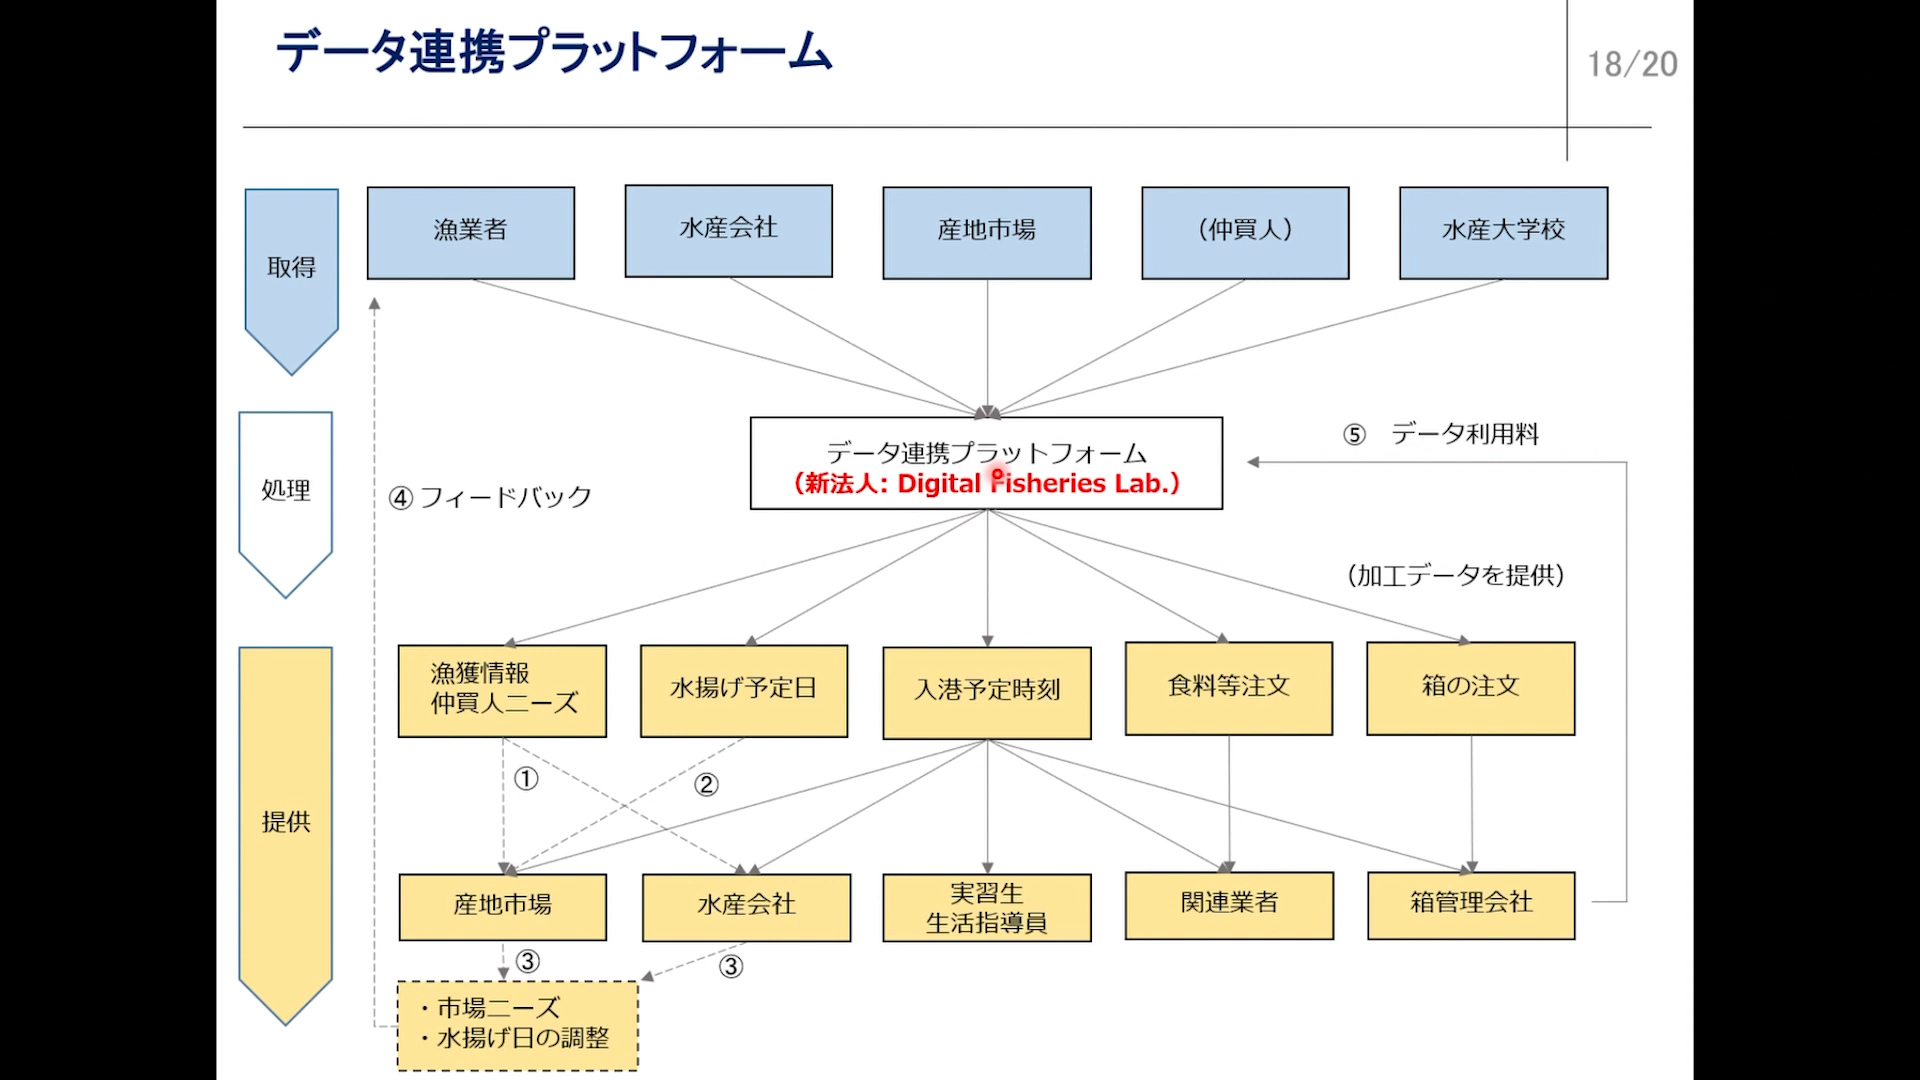 データ連携プラットフォーム
18/20
取得
漁業者
水産会社
産地市場
（仲買人）
水産大学校
処理
④ フィードバック
データ連携プラットフォーム
（新法人: Digital Fisheries Lab.）
⑤ データ利用料
（加工データを提供）
提供
漁獲情報
仲買人ニーズ
水揚げ予定日
入港予定時刻
食料等注文
箱の注文
①
②
産地市場
水産会社
実習生
生活指導員
関連業者
箱管理会社
③
③
・市場ニーズ
・水揚げ日の調整